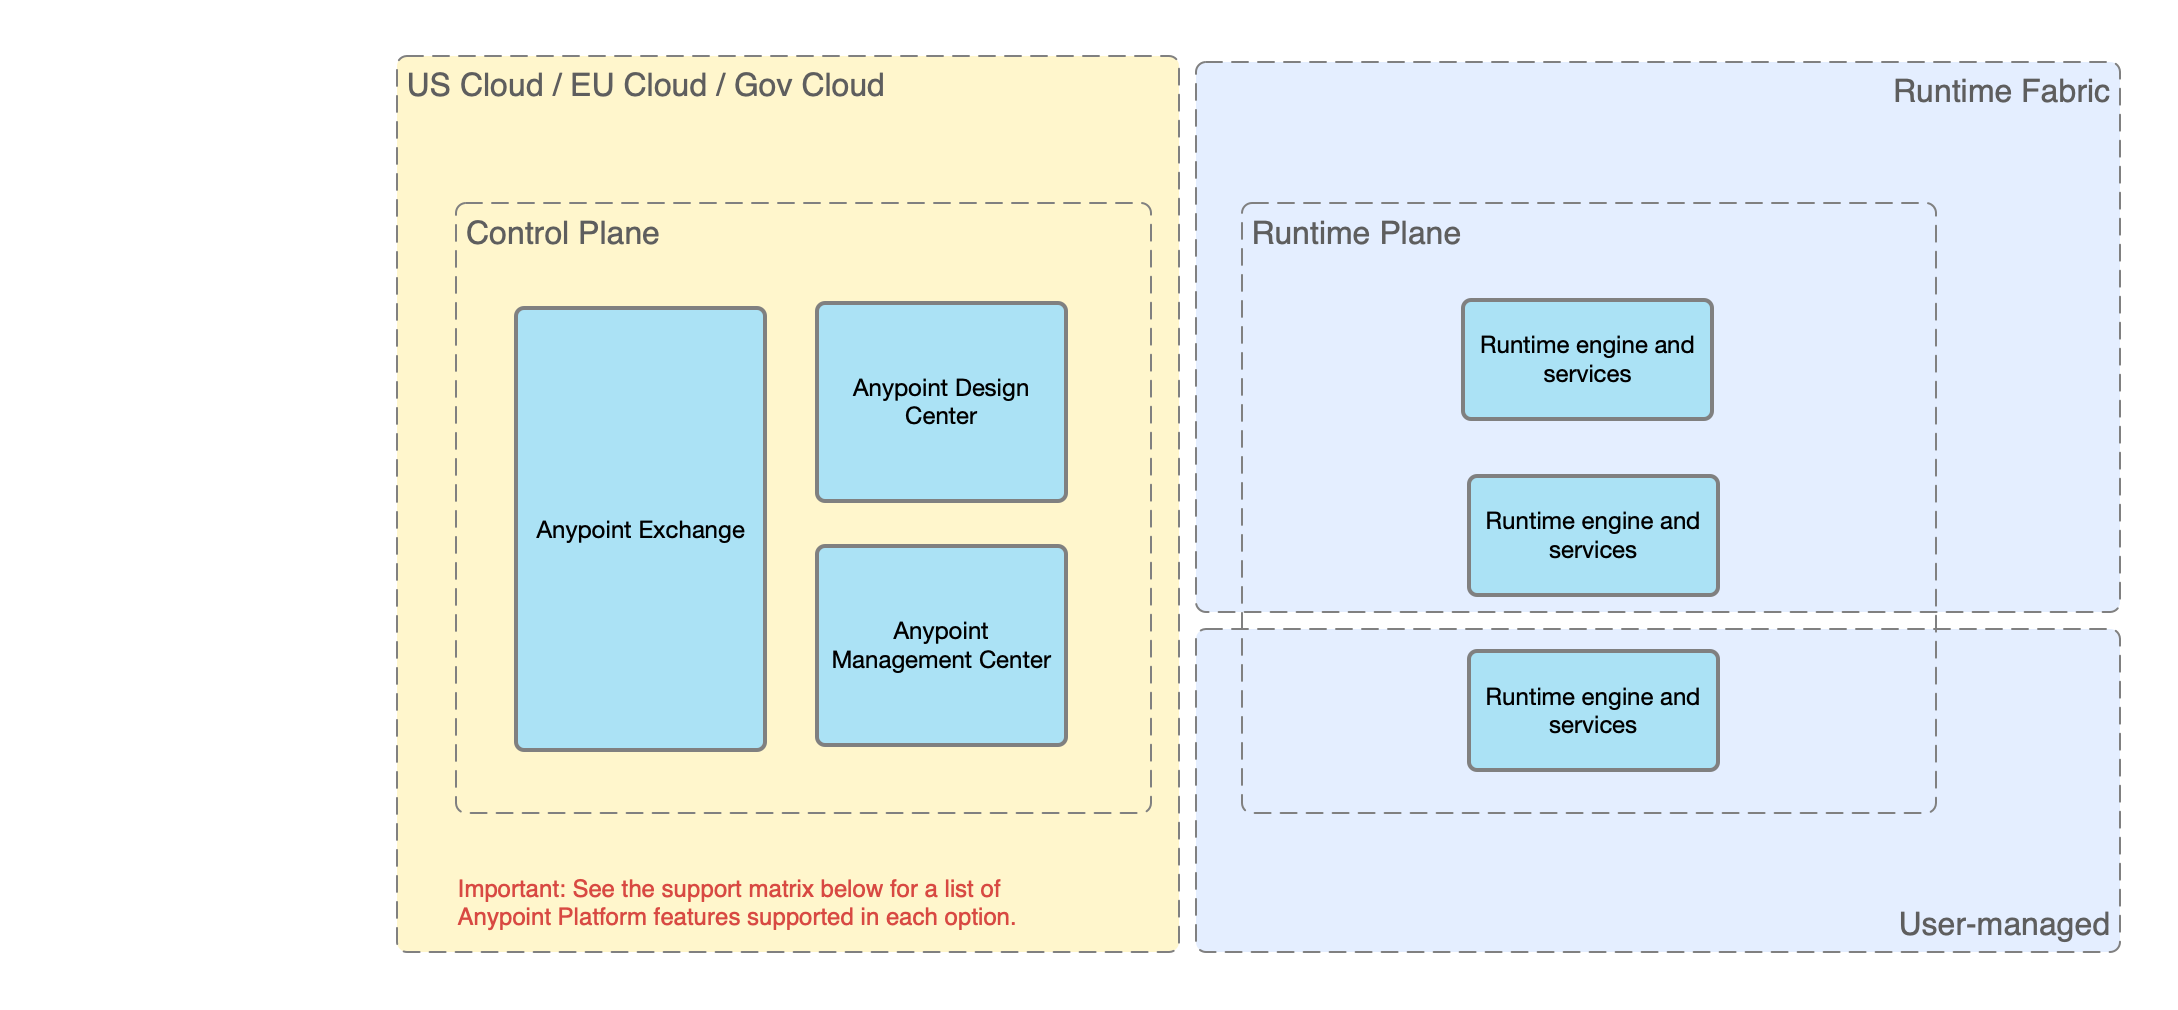 US Cloud / EU Cloud / Gov Cloud
Control Plane
Anypoint Exchange
Anypoint Design
Center
Anypoint
Management Center
Important: See the support matrix below for a list of
Anypoint Platform features supported in each option.
Runtime Fabric
Runtime Plane
Runtime engine and
services
Runtime engine and
services
Runtime engine and
services
User-managed